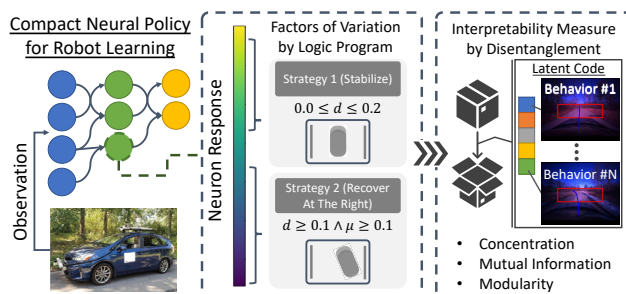 Compact Neural Policy
for Robot Learning
Observation
Neuron Response
Factors of Variation
by Logic Program
Strategy 1 (Stabilize)
0.0 ≤ d ≤ 0.2
Strategy 2 (Recover
At The Right)
d ≥ 0.1 ∧ μ ≥ 0.1
Interpretability Measure
by Disentanglement
Latent Code
Behavior #1
Behavior #N
• Concentration
• Mutual Information
• Modularity